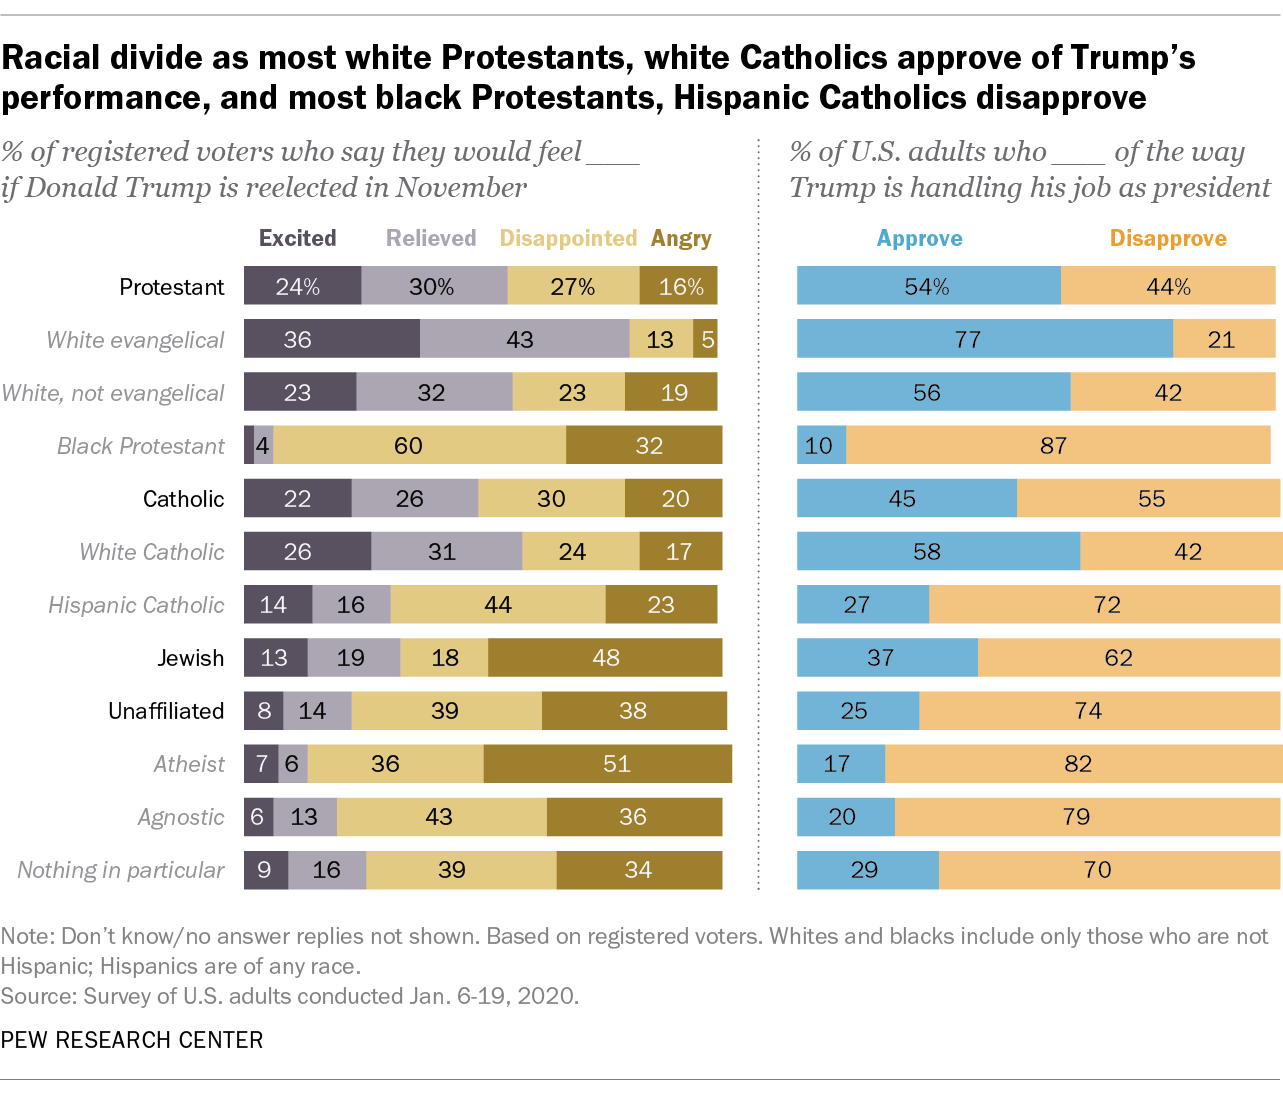 Racial divide as most white Protestants, white Catholics approve of Trump’s
performance, and most black Protestants, Hispanic Catholics disapprove
% of registered voters who say they would feel ___
if Donald Trump is reelected in November
% of U.S. adults who ___ of the way
Trump is handling his job as president
Excited Relieved Disappointed Angry Approve Disapprove
Protestant 24% 30% 27% 16% 54% 44%
White evangelical 36 43 13 5 77 21
White, not evangelical 23 32 23 19 56 42
Black Protestant 4 60 32 10 87
Catholic 22 26 30 20 45 55
White Catholic 26 31 24 17 58 42
Hispanic Catholic 14 16 44 23 27 72
Jewish 13 19 18 48 37 62
Unaffiliated 8 14 39 38 25 74
Atheist 7 6 36 51 17 82
Agnostic 6 13 43 36 20 79
Nothing in particular 9 16 39 34 29 70
Note: Don’t know/no answer replies not shown. Based on registered voters. Whites and blacks include only those who are not
Hispanic; Hispanics are of any race.
Source: Survey of U.S. adults conducted Jan. 6-19, 2020.
PEW RESEARCH CENTER